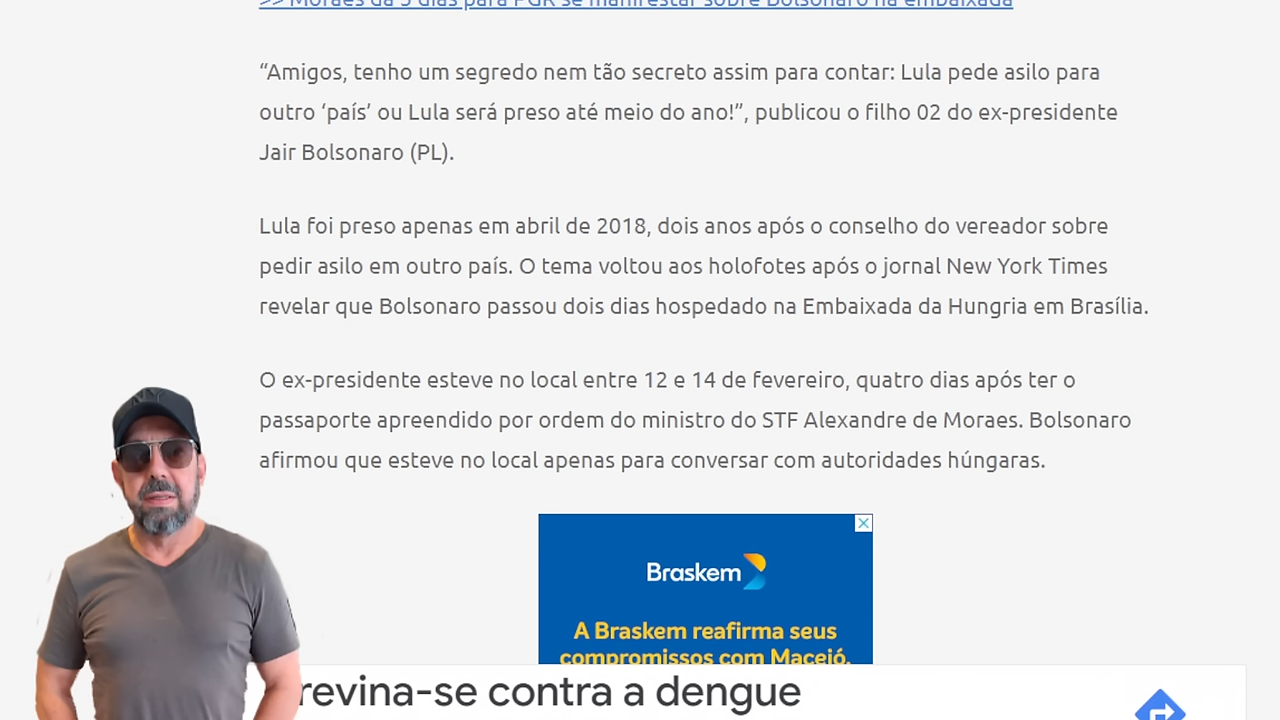 >> Moraes dá 5 dias para PGR se manifestar sobre Bolsonaro na embaixada
“Amigos, tenho um segredo nem tão secreto assim para contar: Lula pede asilo para
outro ‘país’ ou Lula será preso até meio do ano!”, publicou o filho 02 do ex-presidente
Jair Bolsonaro (PL).
Lula foi preso apenas em abril de 2018, dois anos após o conselho do vereador sobre
pedir asilo em outro país. O tema voltou aos holofotes após o jornal New York Times
revelar que Bolsonaro passou dois dias hospedado na Embaixada da Hungria em Brasília.
O ex-presidente esteve no local entre 12 e 14 de fevereiro, quatro dias após ter o
passaporte apreendido por ordem do ministro do STF Alexandre de Moraes. Bolsonaro
afirmou que esteve no local apenas para conversar com autoridades húngaras.
NY
Braskem
A Braskem reafirma seus
compromissos com Maceió.
revina-se contra a dengue